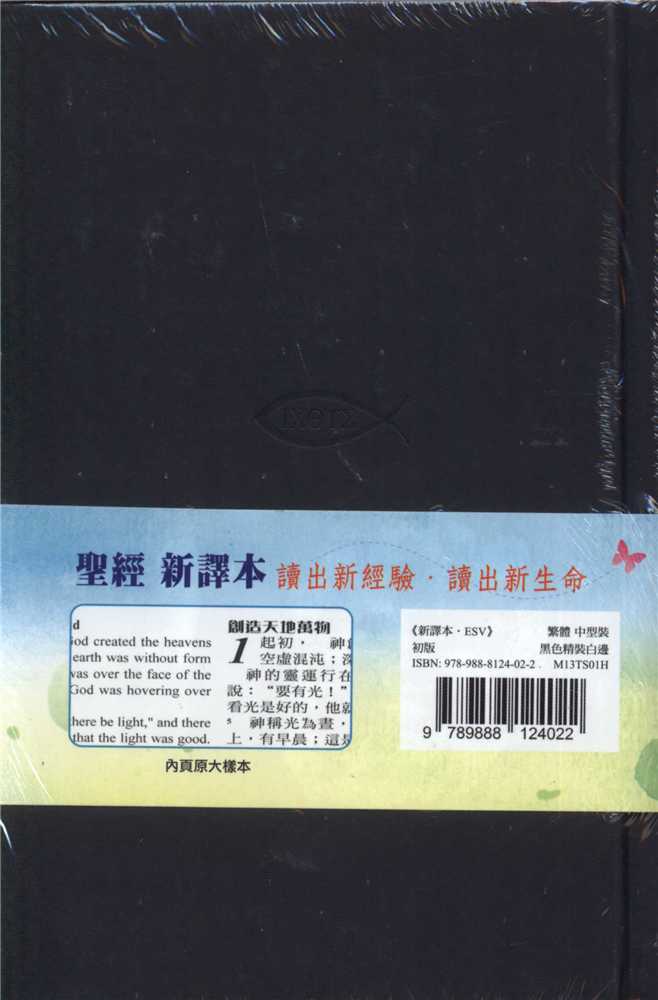 ΙΧΘΥΣ
聖經 新譯本 讀出新經驗 · 讀出新生命
d
God created the heavens
earth was without form
was over the face of the
God was hovering over
here be light," and there
that the light was good.
創造天地萬物
1 起初， 神
空虛混沌；
神的靈運行在
說：“要有光！”
看光是好的，他
⁵ 神稱光為晝，
上，有早晨；這
內頁原大樣本
《新譯本 · ESV》 繁體 中型裝
初版 黑色精裝白邊
ISBN: 978-988-8124-02-2 M13TS01H
9 789888 124022